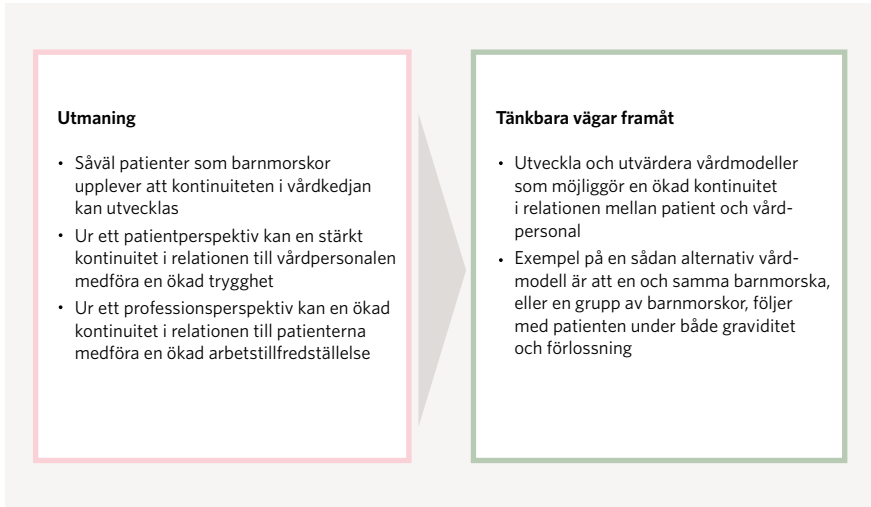 Utmaning
• Såväl patienter som barnmorskor
upplever att kontinuiteten i vårdkedjan
kan utvecklas
• Ur ett patientperspektiv kan en stärkt
kontinuitet i relationen till vårdpersonalen
medföra en ökad trygghet
• Ur ett professionsperspektiv kan en ökad
kontinuitet i relationen till patienterna
medföra en ökad arbetstillfredställelse
Tänkbara vägar framåt
• Utveckla och utvärdera vårdmodeller
som möjliggör en ökad kontinuitet
i relationen mellan patient och vård-
personal
• Exempel på en sådan alternativ vård-
modell är att en och samma barnmorska,
eller en grupp av barnmorskor, följer
med patienten under både graviditet
och förlossning